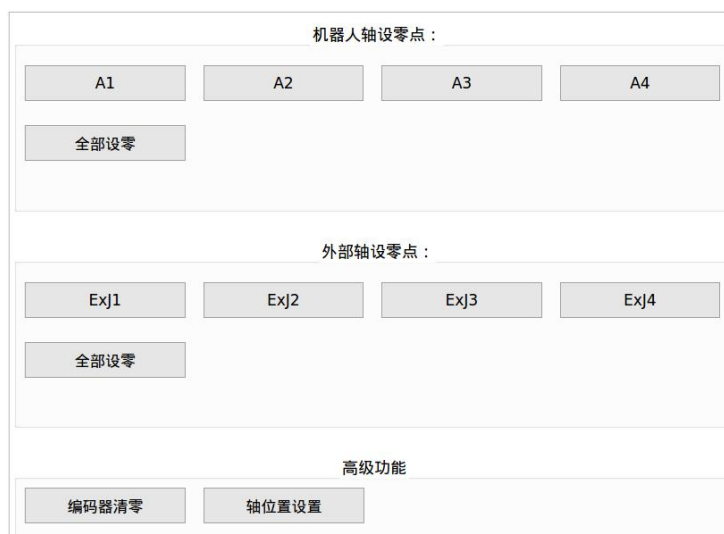 机器人轴设零点：
A1 A2 A3 A4
全部设零
外部轴设零点：
ExJ1 ExJ2 ExJ3 ExJ4
全部设零
高级功能
编码器清零 轴位置设置